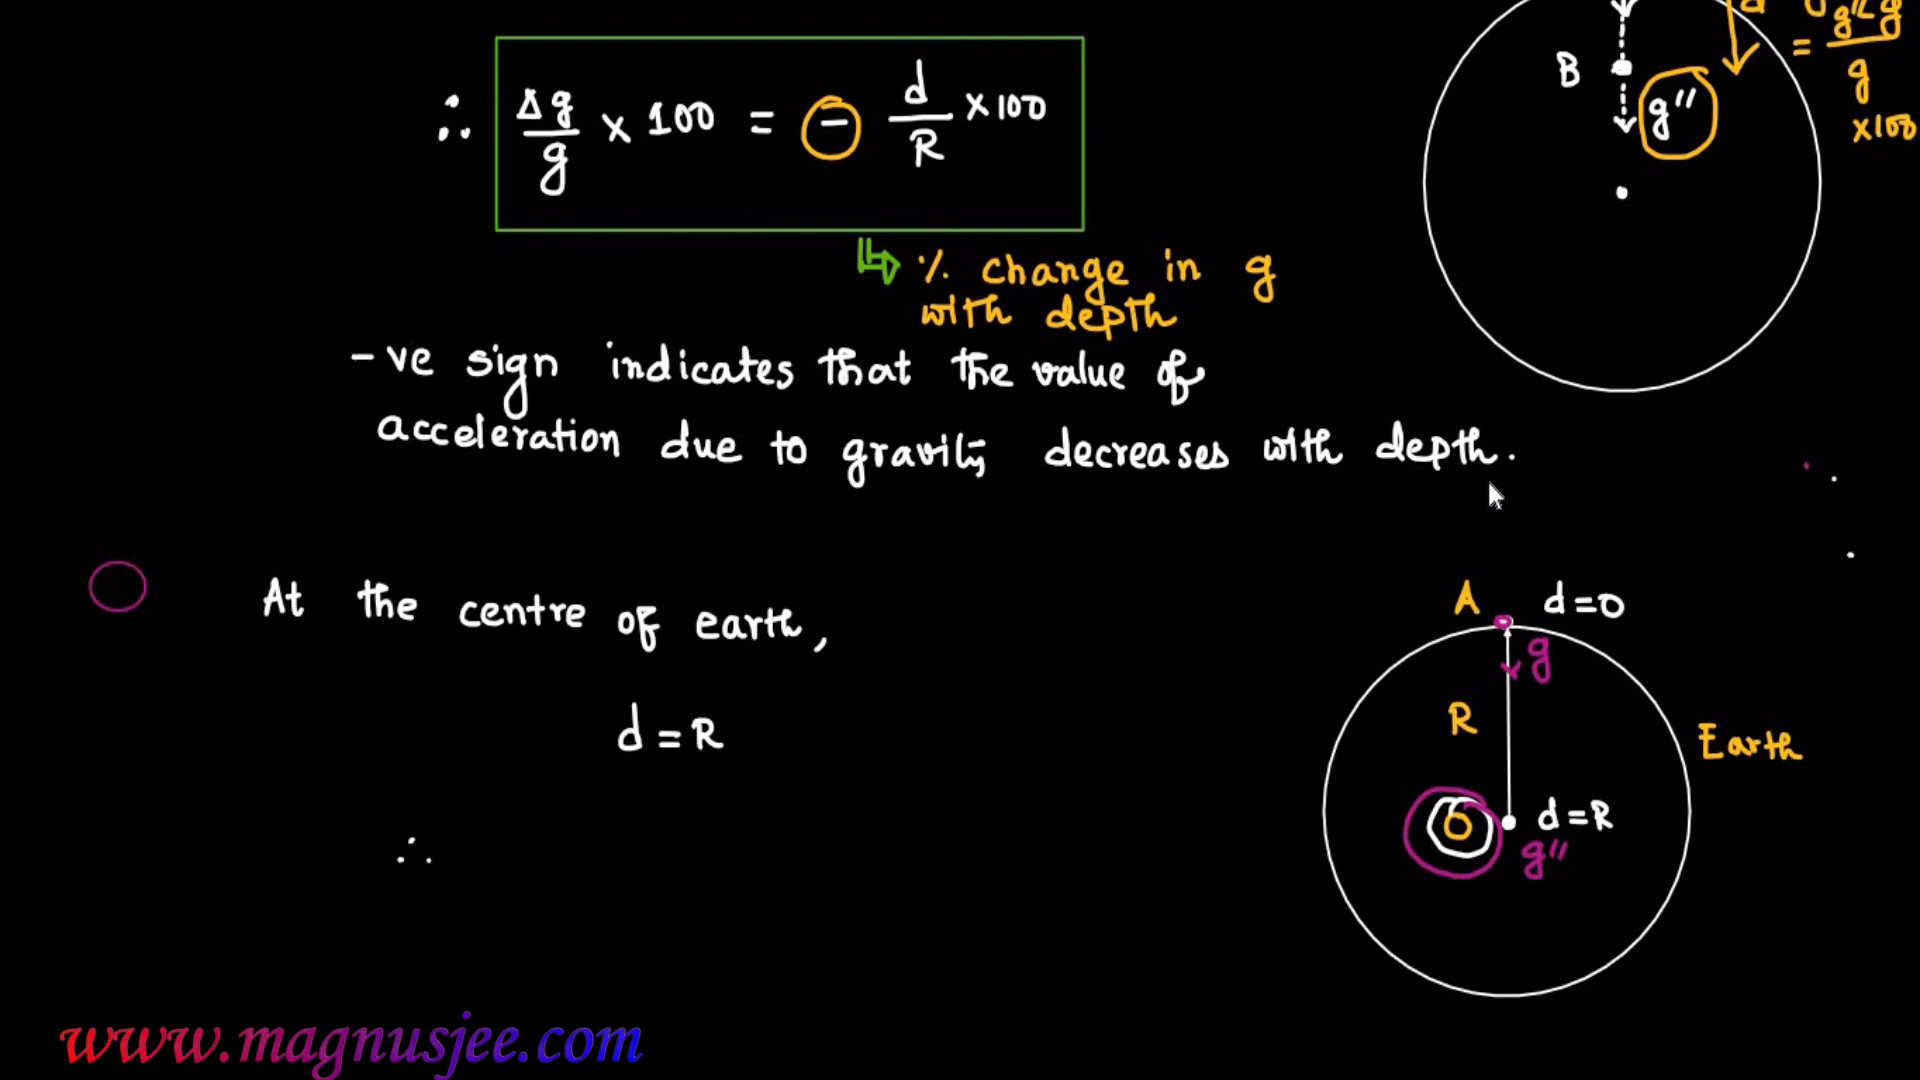 ∴ Δg/g × 100 = - d/R × 100
% change in g
with depth
-ve sign indicates that the value of
acceleration due to gravity decreases with depth.
B
g''
=
g
×100
At the centre of earth,
d = R
∴
A d=0
g
R
Earth
O d=R
g''
www.magnusjee.com